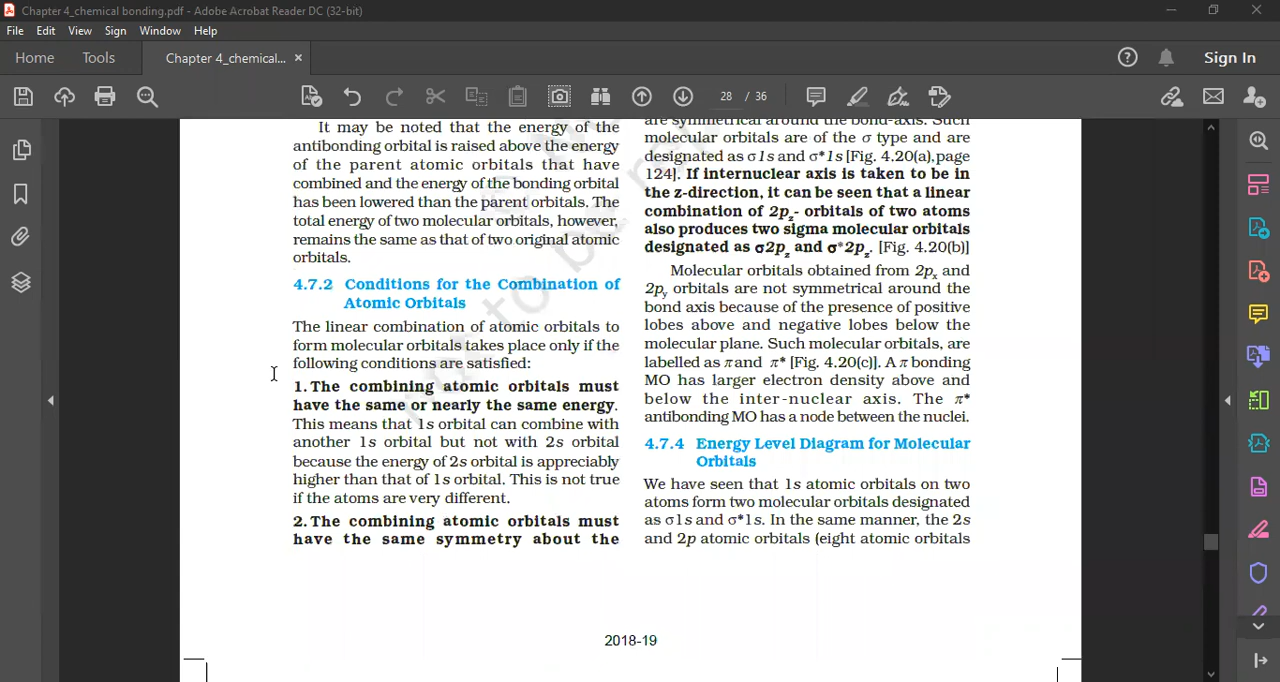 Chapter 4_chemical bonding.pdf - Adobe Acrobat Reader DC (32-bit)
File Edit View Sign Window Help
Home Tools Chapter 4_chemical... × Sign In
28 / 36
It may be noted that the energy of the
antibonding orbital is raised above the energy
of the parent atomic orbitals that have
combined and the energy of the bonding orbital
has been lowered than the parent orbitals. The
total energy of two molecular orbitals, however,
remains the same as that of two original atomic
orbitals.
4.7.2 Conditions for the Combination of
Atomic Orbitals
The linear combination of atomic orbitals to
form molecular orbitals takes place only if the
following conditions are satisfied:
1. The combining atomic orbitals must
have the same or nearly the same energy.
This means that 1s orbital can combine with
another 1s orbital but not with 2s orbital
because the energy of 2s orbital is appreciably
higher than that of 1s orbital. This is not true
if the atoms are very different.
2. The combining atomic orbitals must
have the same symmetry about the
are symmetrical around the bond-axis. Such
molecular orbitals are of the σ type and are
designated as σ1s and σ*1s [Fig. 4.20(a),page
124]. If internuclear axis is taken to be in
the z-direction, it can be seen that a linear
combination of 2pz- orbitals of two atoms
also produces two sigma molecular orbitals
designated as σ2pz and σ*2pz. [Fig. 4.20(b)]
Molecular orbitals obtained from 2px and
2py orbitals are not symmetrical around the
bond axis because of the presence of positive
lobes above and negative lobes below the
molecular plane. Such molecular orbitals, are
labelled as π and π* [Fig. 4.20(c)]. A π bonding
MO has larger electron density above and
below the inter-nuclear axis. The π*
antibonding MO has a node between the nuclei.
4.7.4 Energy Level Diagram for Molecular
Orbitals
We have seen that 1s atomic orbitals on two
atoms form two molecular orbitals designated
as σ1s and σ*1s. In the same manner, the 2s
and 2p atomic orbitals (eight atomic orbitals
2018-19